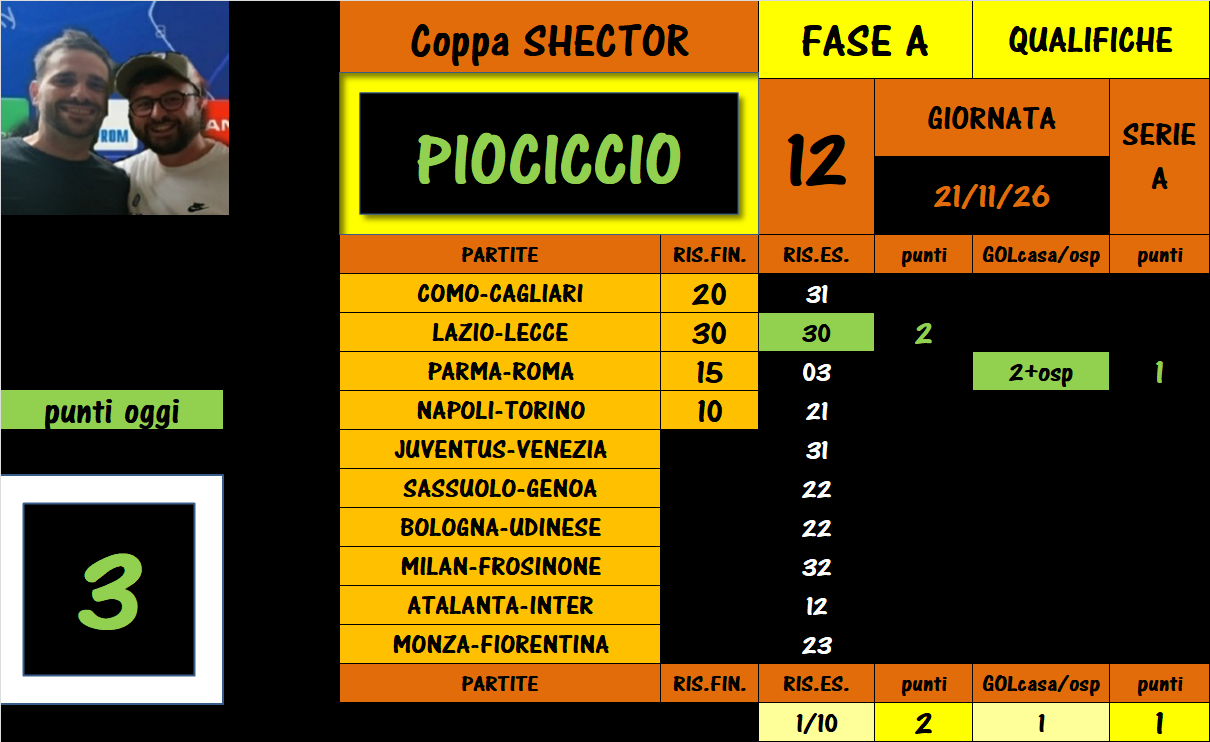 Coppa SHECTOR FASE A QUALIFICHE
PIOCICCIO 12 GIORNATA SERIE A
21/11/26
ROM
AN
PARTITE RIS.FIN. RIS.ES. punti GOLcasa/osp punti
COMO-CAGLIARI 20 31
LAZIO-LECCE 30 30 2
PARMA-ROMA 15 03 2+osp 1
punti oggi
NAPOLI-TORINO 10 21
JUVENTUS-VENEZIA 31
SASSUOLO-GENOA 22
BOLOGNA-UDINESE 22
MILAN-FROSINONE 32
3
ATALANTA-INTER 12
MONZA-FIORENTINA 23
PARTITE RIS.FIN. RIS.ES. punti GOLcasa/osp punti
1/10 2 1 1